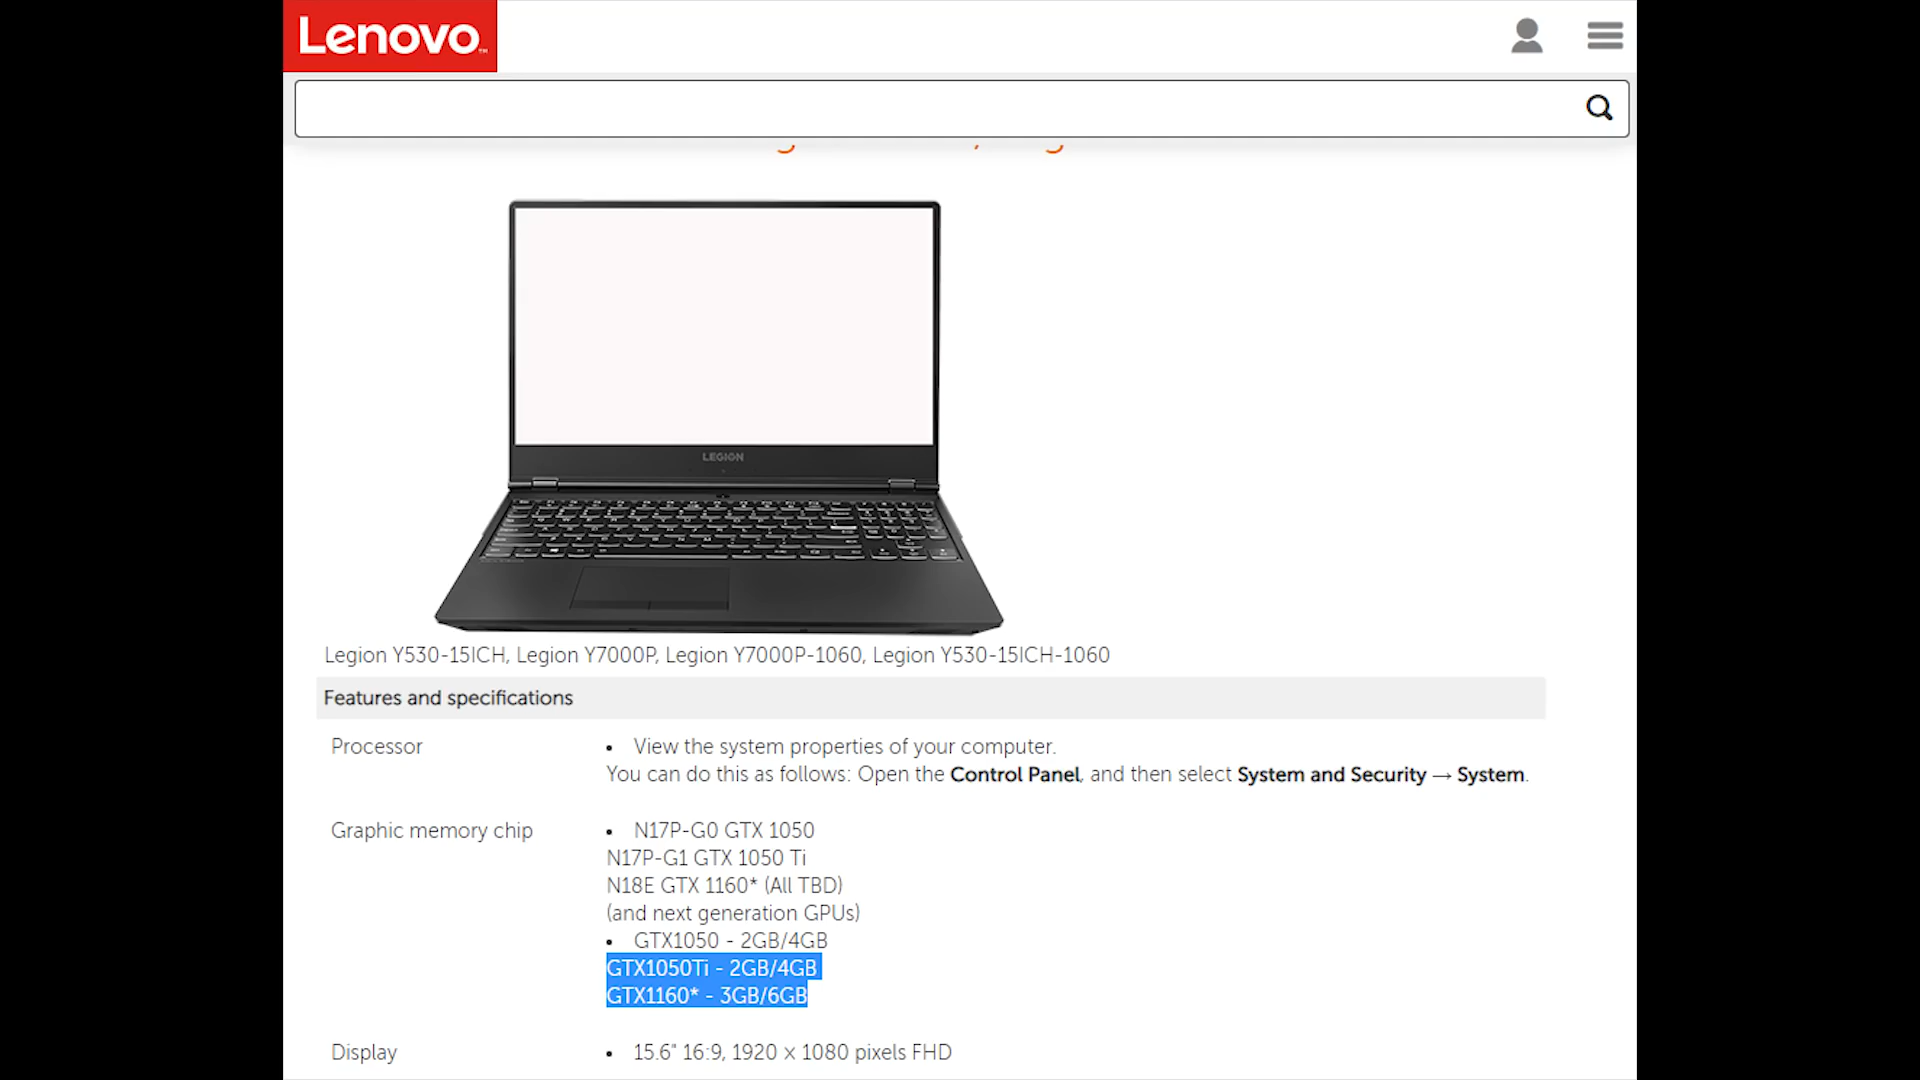 Lenovo™
LEGION
Legion Y530-15ICH, Legion Y7000P, Legion Y7000P-1060, Legion Y530-15ICH-1060
Features and specifications
Processor
• View the system properties of your computer.
You can do this as follows: Open the Control Panel, and then select System and Security → System.
Graphic memory chip
• N17P-G0 GTX 1050
N17P-G1 GTX 1050 Ti
N18E GTX 1160* (All TBD)
(and next generation GPUs)
• GTX1050 - 2GB/4GB
GTX1050Ti - 2GB/4GB
GTX1160* - 3GB/6GB
Display
• 15.6" 16:9, 1920 × 1080 pixels FHD